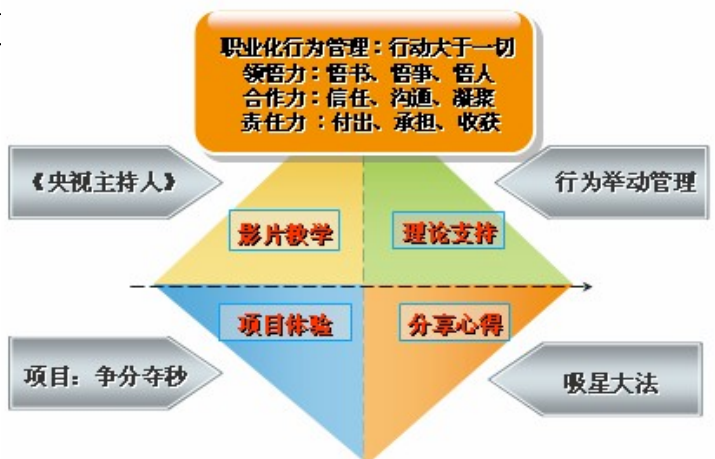 职业化行为管理：行动大于一切
领悟力：悟书、悟事、悟人
合作力：信任、沟通、凝聚
责任力：付出、承担、收获
《央视主持人》
行为举动管理
影片教学
理论支持
项目体验
分享心得
项目：争分夺秒
吸星大法